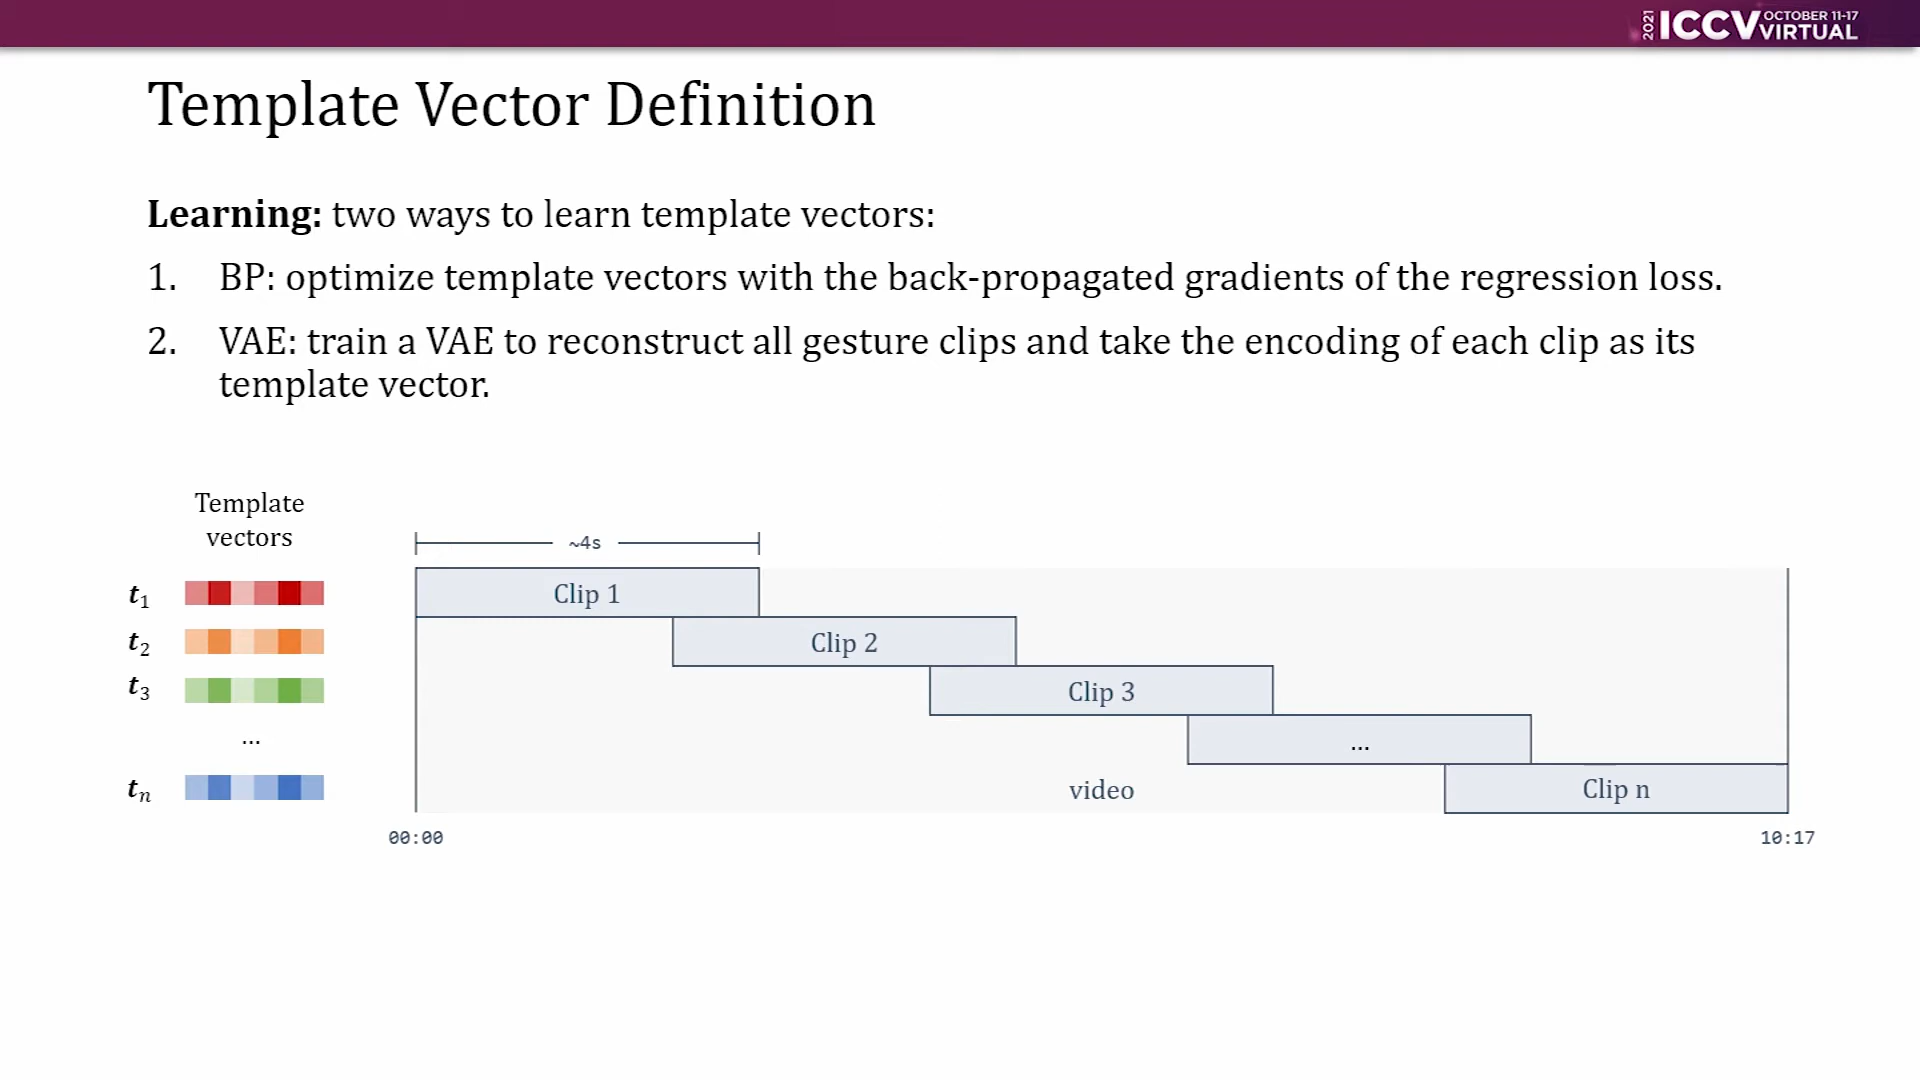 2021 ICCV OCTOBER 11-17 VIRTUAL
Template Vector Definition
Learning: two ways to learn template vectors:
1. BP: optimize template vectors with the back-propagated gradients of the regression loss.
2. VAE: train a VAE to reconstruct all gesture clips and take the encoding of each clip as its
template vector.
Template
vectors
~4s
t1
Clip 1
t2
Clip 2
t3
Clip 3
...
...
tn
video
Clip n
00:00
10:17